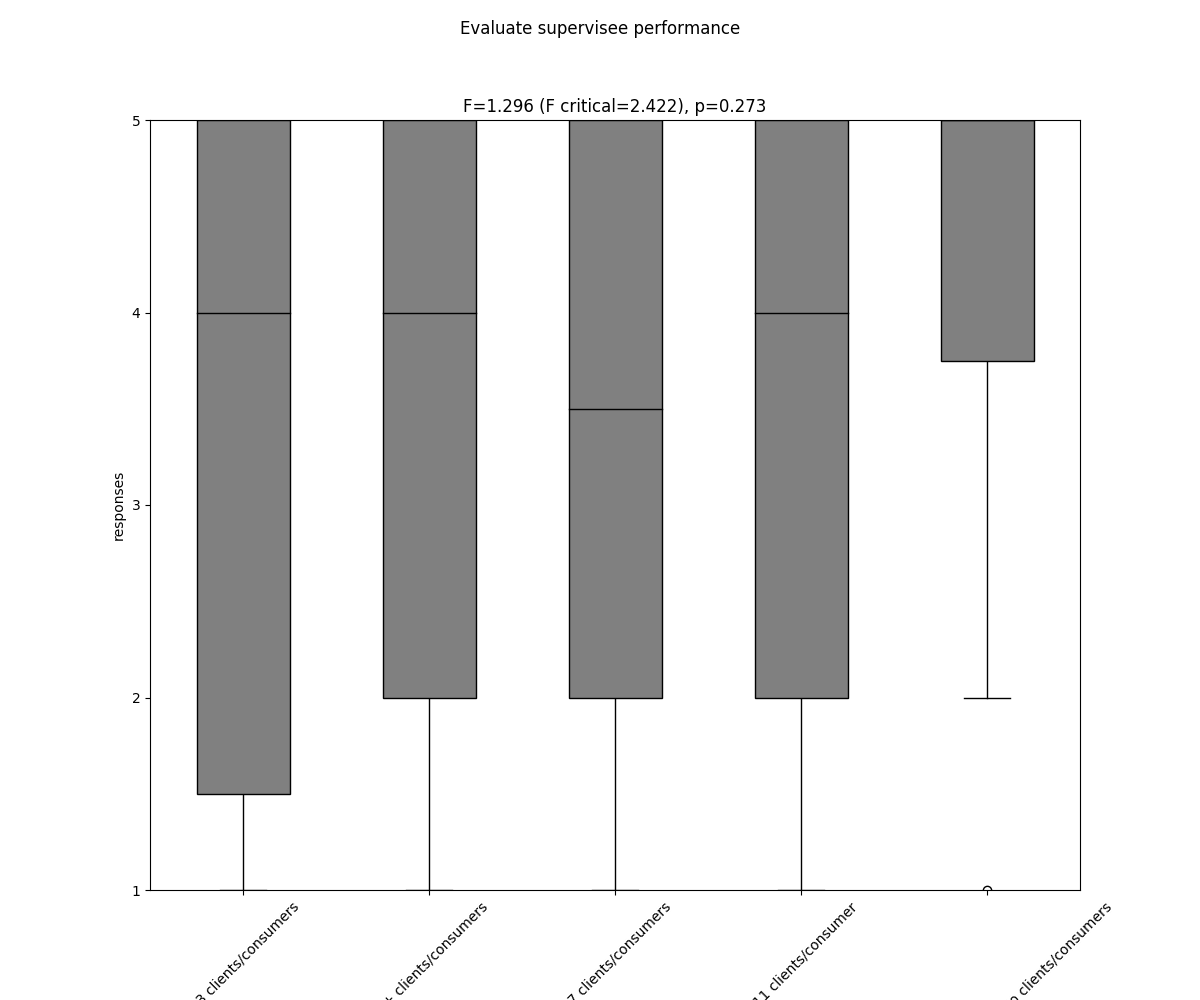 Evaluate supervisee performance
F=1.296 (F critical=2.422), p=0.273
5
4
3
2
1
responses
3 clients/consumers
clients/consumers
7 clients/consumers
11 clients/consumer
clients/consumers